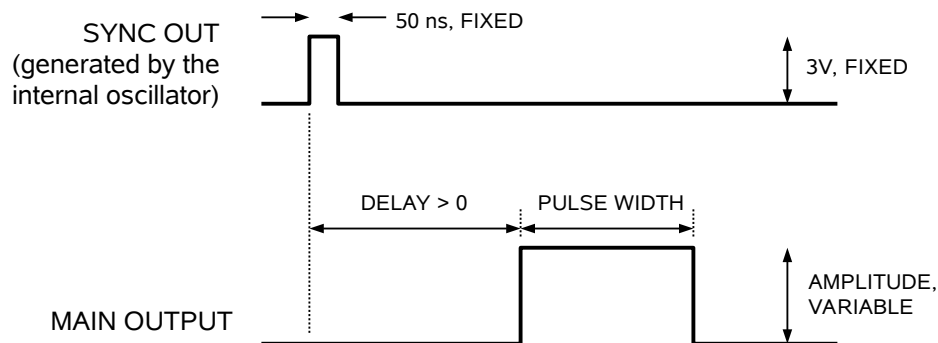 50 ns, FIXED
SYNC OUT
(generated by the
internal oscillator)
3V, FIXED
DELAY > 0
PULSE WIDTH
AMPLITUDE,
VARIABLE
MAIN OUTPUT